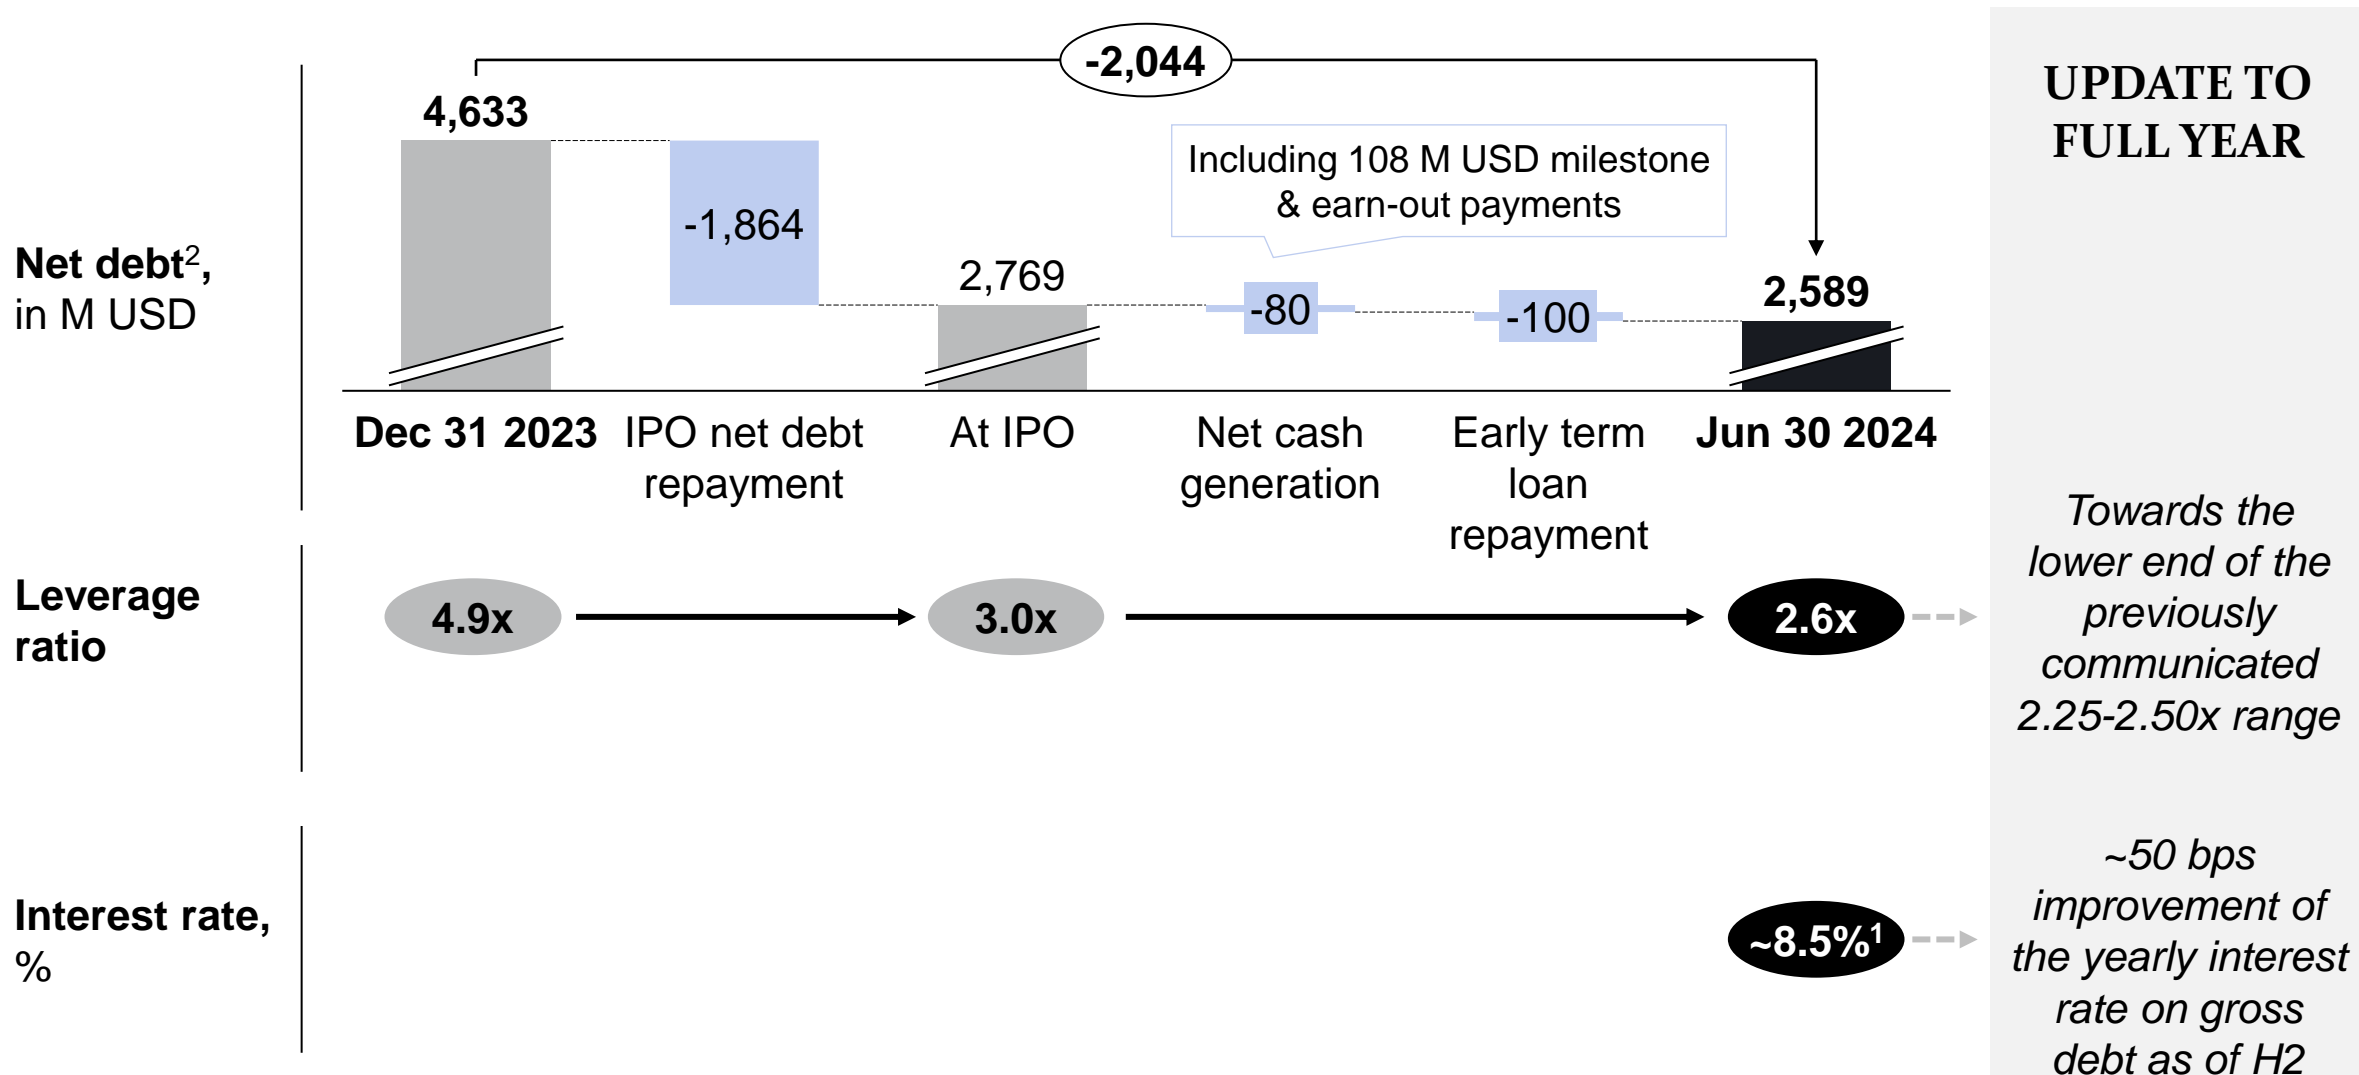 -2,044
UPDATE TO
FULL YEAR
4,633
Including 108 M USD milestone
& earn-out payments
-1,864
Net debt²,
in M USD
2,769
-80
-100
2,589
Dec 31 2023
IPO net debt
repayment
At IPO
Net cash
generation
Early term
loan
repayment
Jun 30 2024
Leverage
ratio
4.9x
3.0x
2.6x
Towards the
lower end of the
previously
communicated
2.25-2.50x range
Interest rate,
%
~8.5%¹
~50 bps
improvement of
the yearly interest
rate on gross
debt as of H2